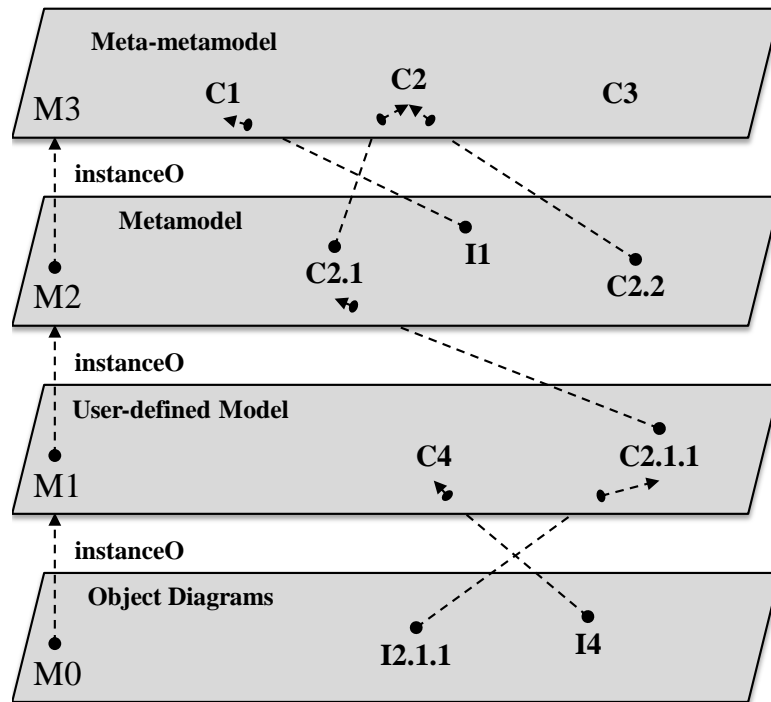 Meta-metamodel
C1
C2
C3
M3
instanceO
Metamodel
I1
C2.1
C2.2
M2
instanceO
User-defined Model
C4
C2.1.1
M1
instanceO
Object Diagrams
I2.1.1
I4
M0